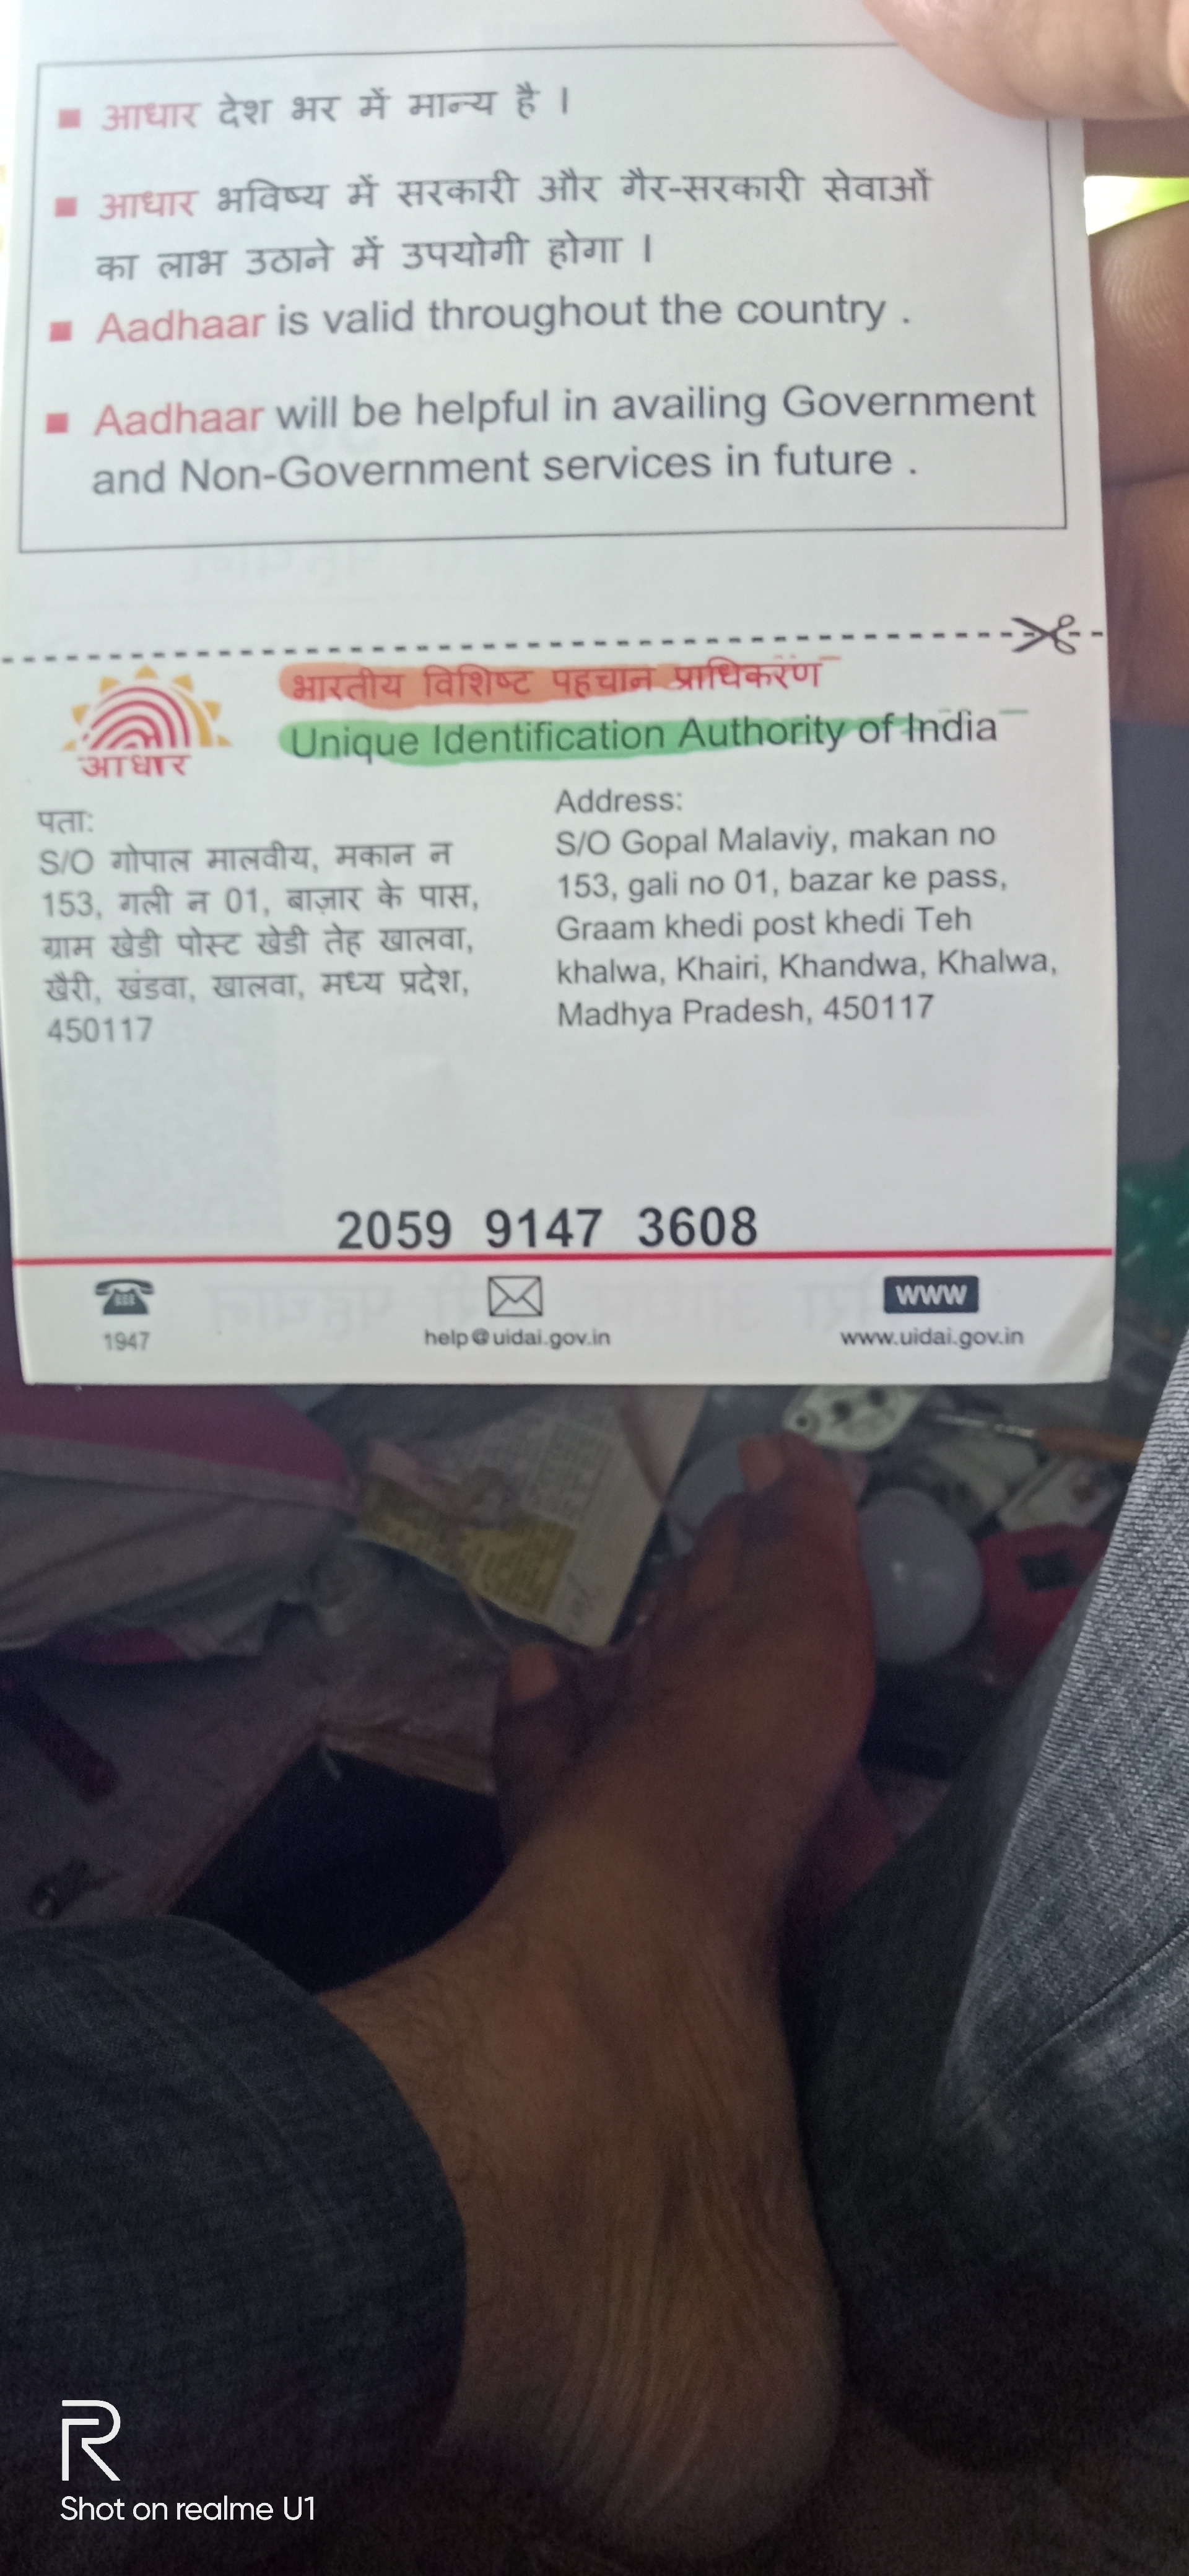 ■ आधार देश भर में मान्य है ।
■ आधार भविष्य में सरकारी और गैर-सरकारी सेवाओं
का लाभ उठाने में उपयोगी होगा ।
■ Aadhaar is valid throughout the country .
■ Aadhaar will be helpful in availing Government
and Non-Government services in future .
भारतीय विशिष्ट पहचान प्राधिकरण
Unique Identification Authority of India
आधार
पता:
S/O गोपाल मालवीय, मकान न
153, गली न 01, बाज़ार के पास,
ग्राम खेडी पोस्ट खेडी तेह खालवा,
खैरी, खंडवा, खालवा, मध्य प्रदेश,
450117
Address:
S/O Gopal Malaviy, makan no
153, gali no 01, bazar ke pass,
Graam khedi post khedi Teh
khalwa, Khairi, Khandwa, Khalwa,
Madhya Pradesh, 450117
2059 9147 3608
1947
help@uidai.gov.in
www
www.uidai.gov.in
R
Shot on realme U1